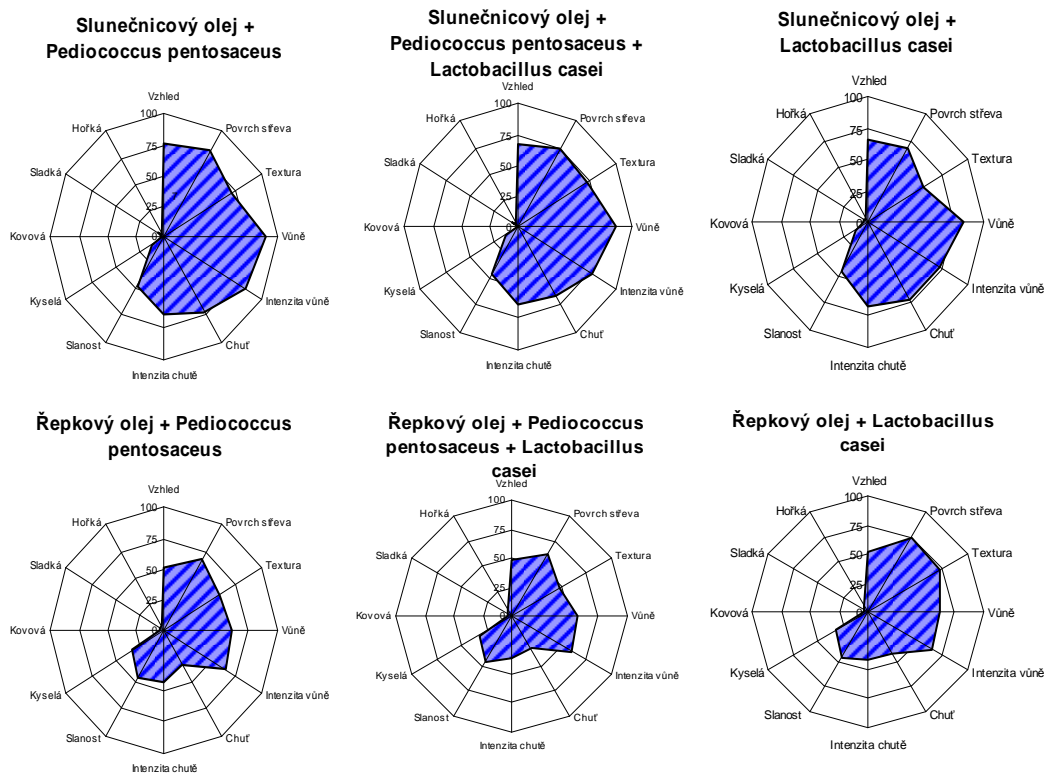 Slunečnicový olej +
Pediococcus pentosaceus
Vzhled
100
75
50
25
0
Povrch střeva
Textura
Vůně
Intenzita vůně
Chuť
Intenzita chutě
Slanost
Kyselá
Kovová
Sladká
Hořká
Slunečnicový olej +
Pediococcus pentosaceus +
Lactobacillus casei
Vzhled
100
75
50
25
0
Povrch střeva
Textura
Vůně
Intenzita vůně
Chuť
Intenzita chutě
Slanost
Kyselá
Kovová
Sladká
Hořká
Slunečnicový olej +
Lactobacillus casei
Vzhled
100
75
50
25
0
Povrch střeva
Textura
Vůně
Intenzita vůně
Chuť
Intenzita chutě
Slanost
Kyselá
Kovová
Sladká
Hořká
Řepkový olej + Pediococcus
pentosaceus
Vzhled
100
75
50
25
0
Povrch střeva
Textura
Vůně
Intenzita vůně
Chuť
Intenzita chutě
Slanost
Kyselá
Kovová
Sladká
Hořká
Řepkový olej + Pediococcus
pentosaceus + Lactobacillus
casei
Vzhled
100
75
50
25
0
Povrch střeva
Textura
Vůně
Intenzita vůně
Chuť
Intenzita chutě
Slanost
Kyselá
Kovová
Sladká
Hořká
Řepkový olej + Lactobacillus
casei
Vzhled
100
75
50
25
0
Povrch střeva
Textura
Vůně
Intenzita vůně
Chuť
Intenzita chutě
Slanost
Kyselá
Kovová
Sladká
Hořká